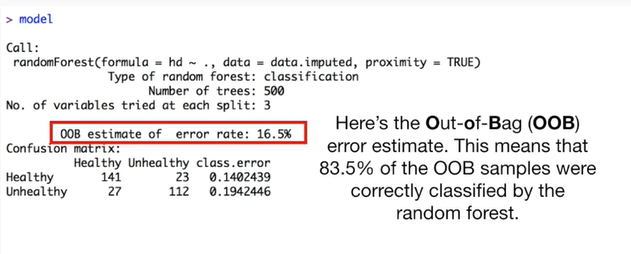 > model
Call:
randomForest(formula = hd ~ ., data = data.imputed, proximity = TRUE)
Type of random forest: classification
Number of trees: 500
No. of variables tried at each split: 3
OOB estimate of error rate: 16.5%
Confusion matrix:
Healthy Unhealthy class.error
Healthy 141 23 0.1402439
Unhealthy 27 112 0.1942446
Here's the Out-of-Bag (OOB)
error estimate. This means that
83.5% of the OOB samples were
correctly classified by the
random forest.